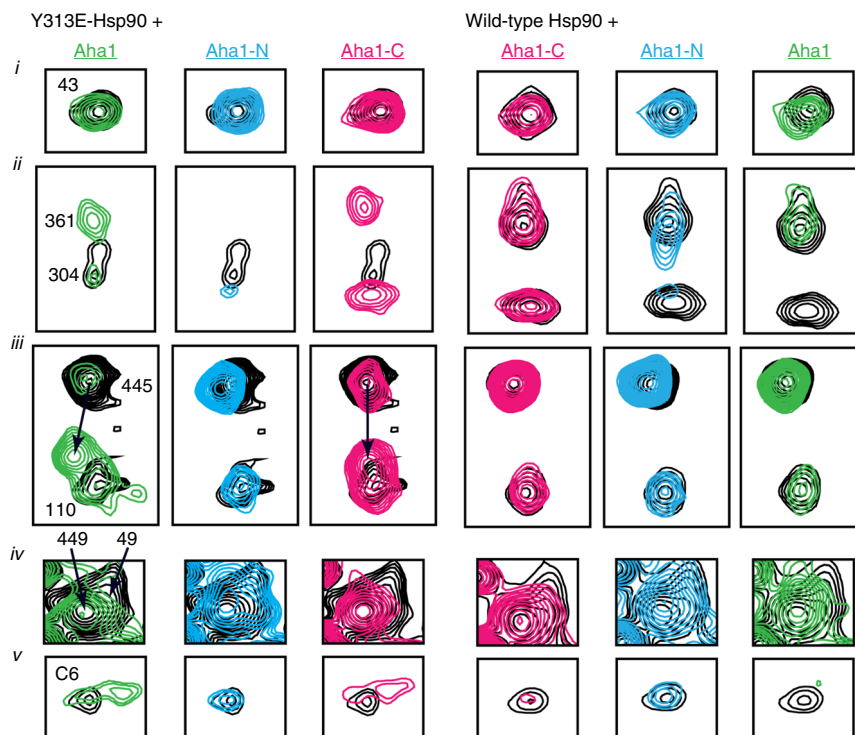 Y313E-Hsp90 + Wild-type Hsp90 +
Aha1 Aha1-N Aha1-C Aha1-C Aha1-N Aha1
i
43
ii
361
304
iii
445
110
449 49
iv
v
C6